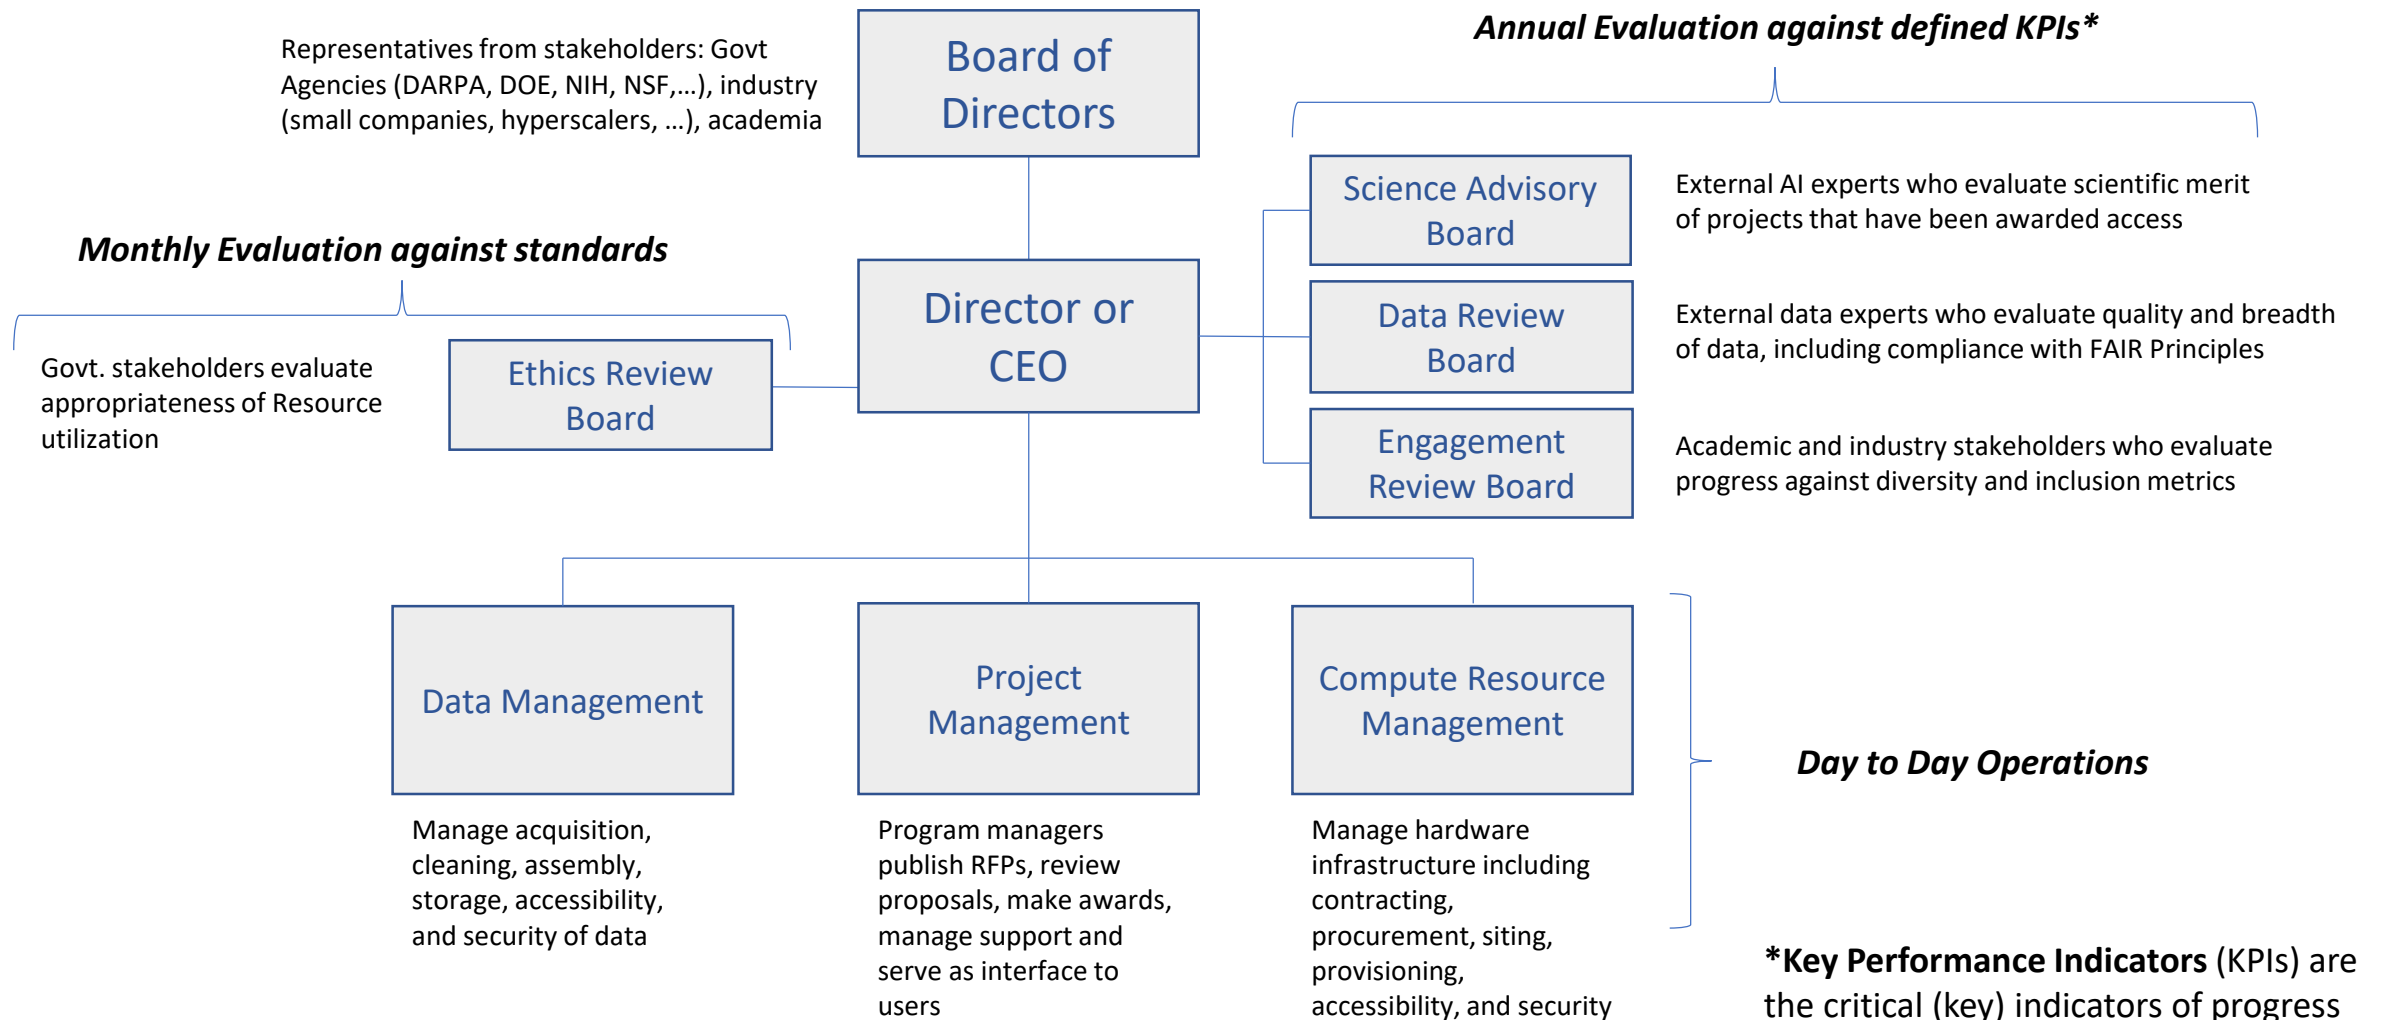 Representatives from stakeholders: Govt
Agencies (DARPA, DOE, NIH, NSF,…), industry
(small companies, hyperscalers, …), academia
Board of
Directors
Annual Evaluation against defined KPIs*
Science Advisory
Board
External AI experts who evaluate scientific merit
of projects that have been awarded access
Monthly Evaluation against standards
Director or
CEO
Data Review
Board
External data experts who evaluate quality and breadth
of data, including compliance with FAIR Principles
Govt. stakeholders evaluate
appropriateness of Resource
utilization
Ethics Review
Board
Engagement
Review Board
Academic and industry stakeholders who evaluate
progress against diversity and inclusion metrics
Data Management
Project
Management
Compute Resource
Management
Day to Day Operations
Manage acquisition,
cleaning, assembly,
storage, accessibility,
and security of data
Program managers
publish RFPs, review
proposals, make awards,
manage support and
serve as interface to
users
Manage hardware
infrastructure including
contracting,
procurement, siting,
provisioning,
accessibility, and security
*Key Performance Indicators (KPIs) are
the critical (key) indicators of progress